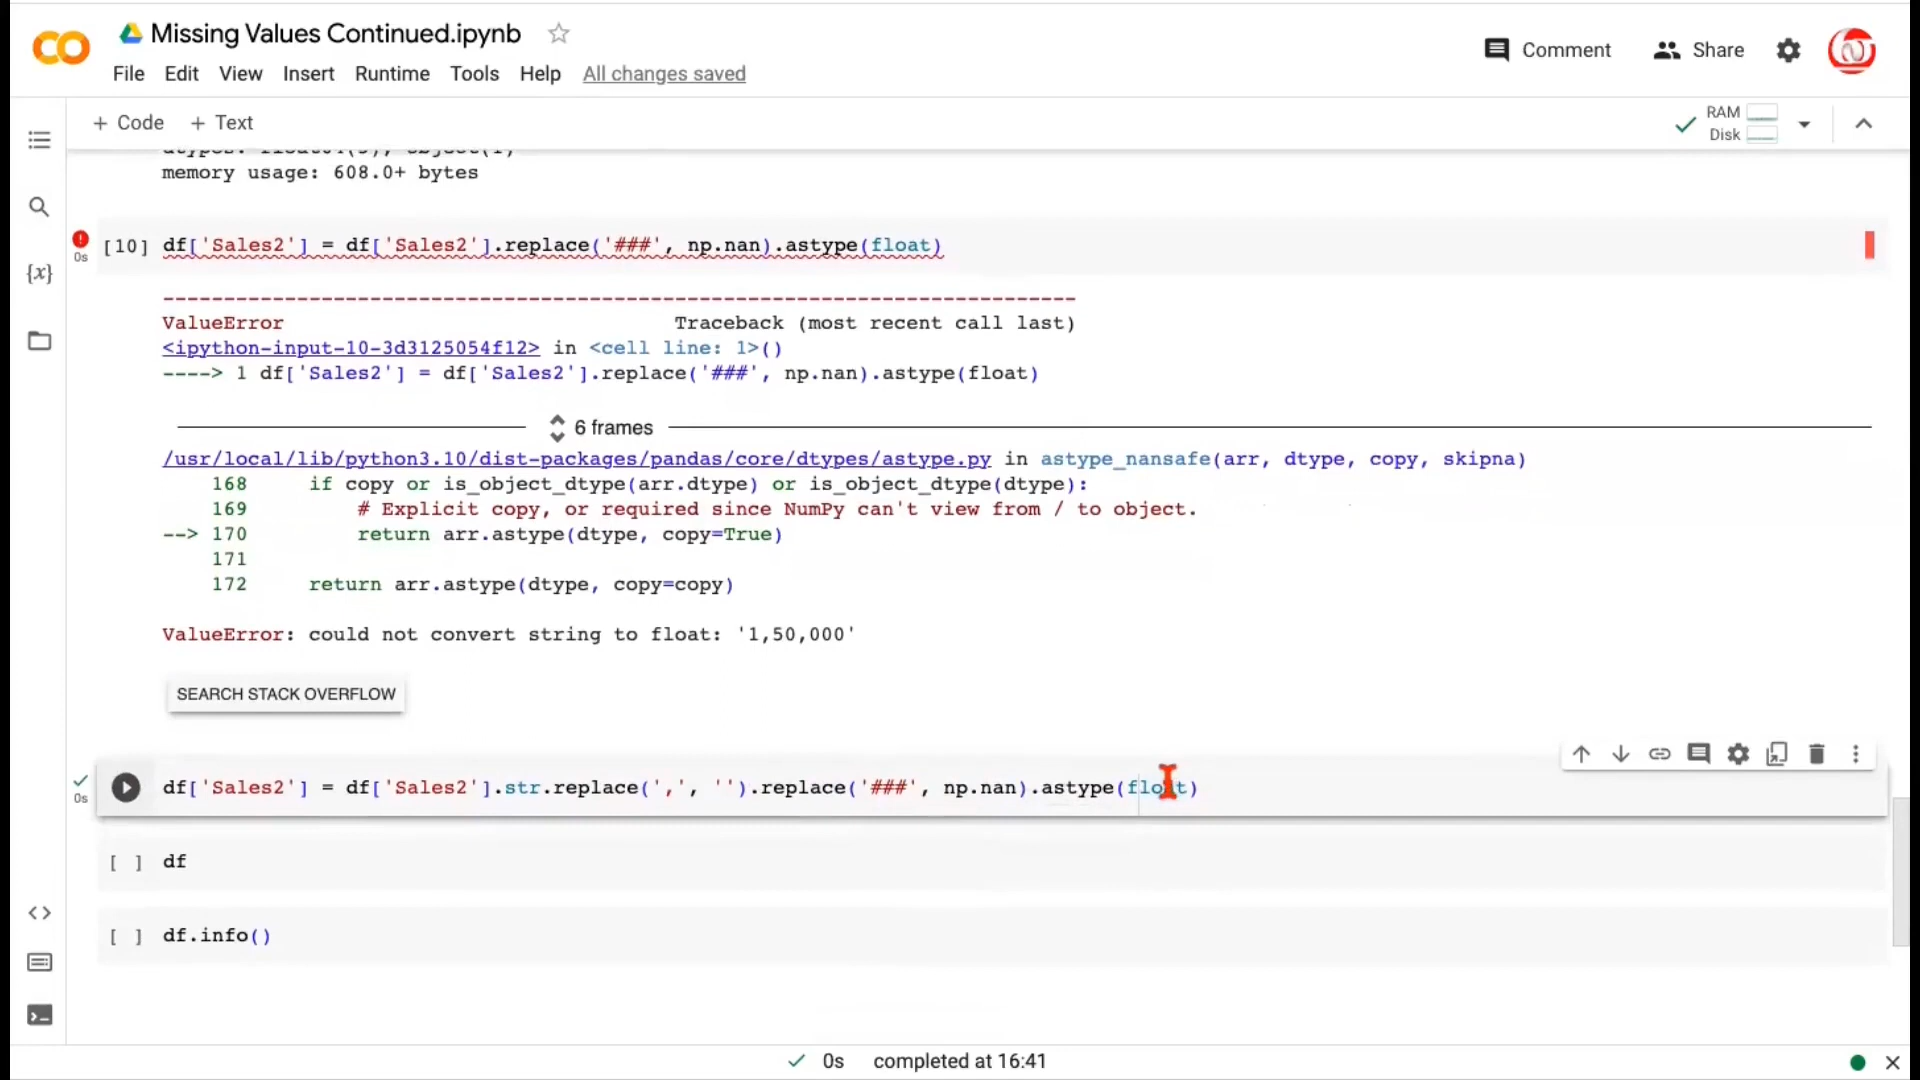 Missing Values Continued.ipynb
Comment
Share
File Edit View Insert Runtime Tools Help All changes saved
+ Code + Text
RAM
Disk
dtypes: float64(3), object(1)
memory usage: 608.0+ bytes
[10] df['Sales2'] = df['Sales2'].replace('###', np.nan).astype(float)
0s
---------------------------------------------------------------------------
ValueError Traceback (most recent call last)
<ipython-input-10-3d3125054f12> in <cell line: 1>()
----> 1 df['Sales2'] = df['Sales2'].replace('###', np.nan).astype(float)
6 frames
/usr/local/lib/python3.10/dist-packages/pandas/core/dtypes/astype.py in astype_nansafe(arr, dtype, copy, skipna)
168 if copy or is_object_dtype(arr.dtype) or is_object_dtype(dtype):
169 # Explicit copy, or required since NumPy can't view from / to object.
--> 170 return arr.astype(dtype, copy=True)
171
172 return arr.astype(dtype, copy=copy)
ValueError: could not convert string to float: '1,50,000'
SEARCH STACK OVERFLOW
df['Sales2'] = df['Sales2'].str.replace(',', '').replace('###', np.nan).astype(float)
0s
[ ] df
[ ] df.info()
0s completed at 16:41